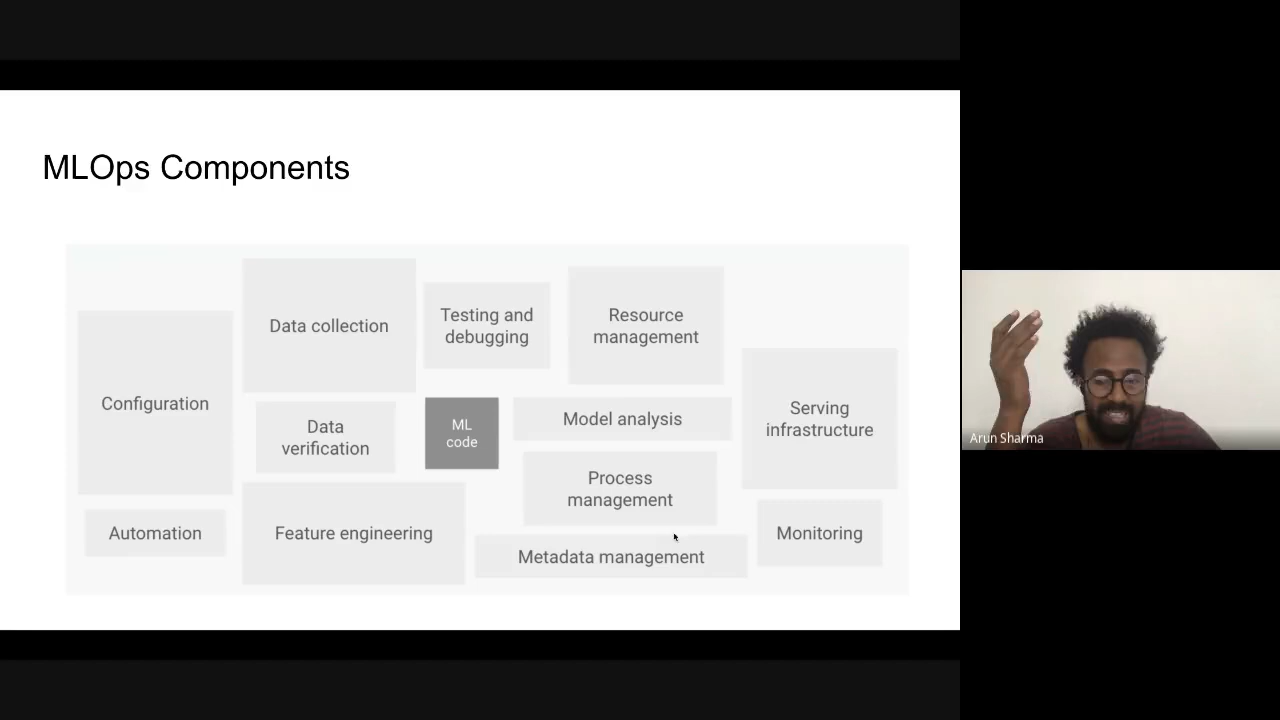 MLOps Components
Data collection
Testing and
debugging
Resource
management
Configuration
Data
verification
ML
code
Model analysis
Serving
infrastructure
Process
management
Automation
Feature engineering
Metadata management
Monitoring
Arun Sharma